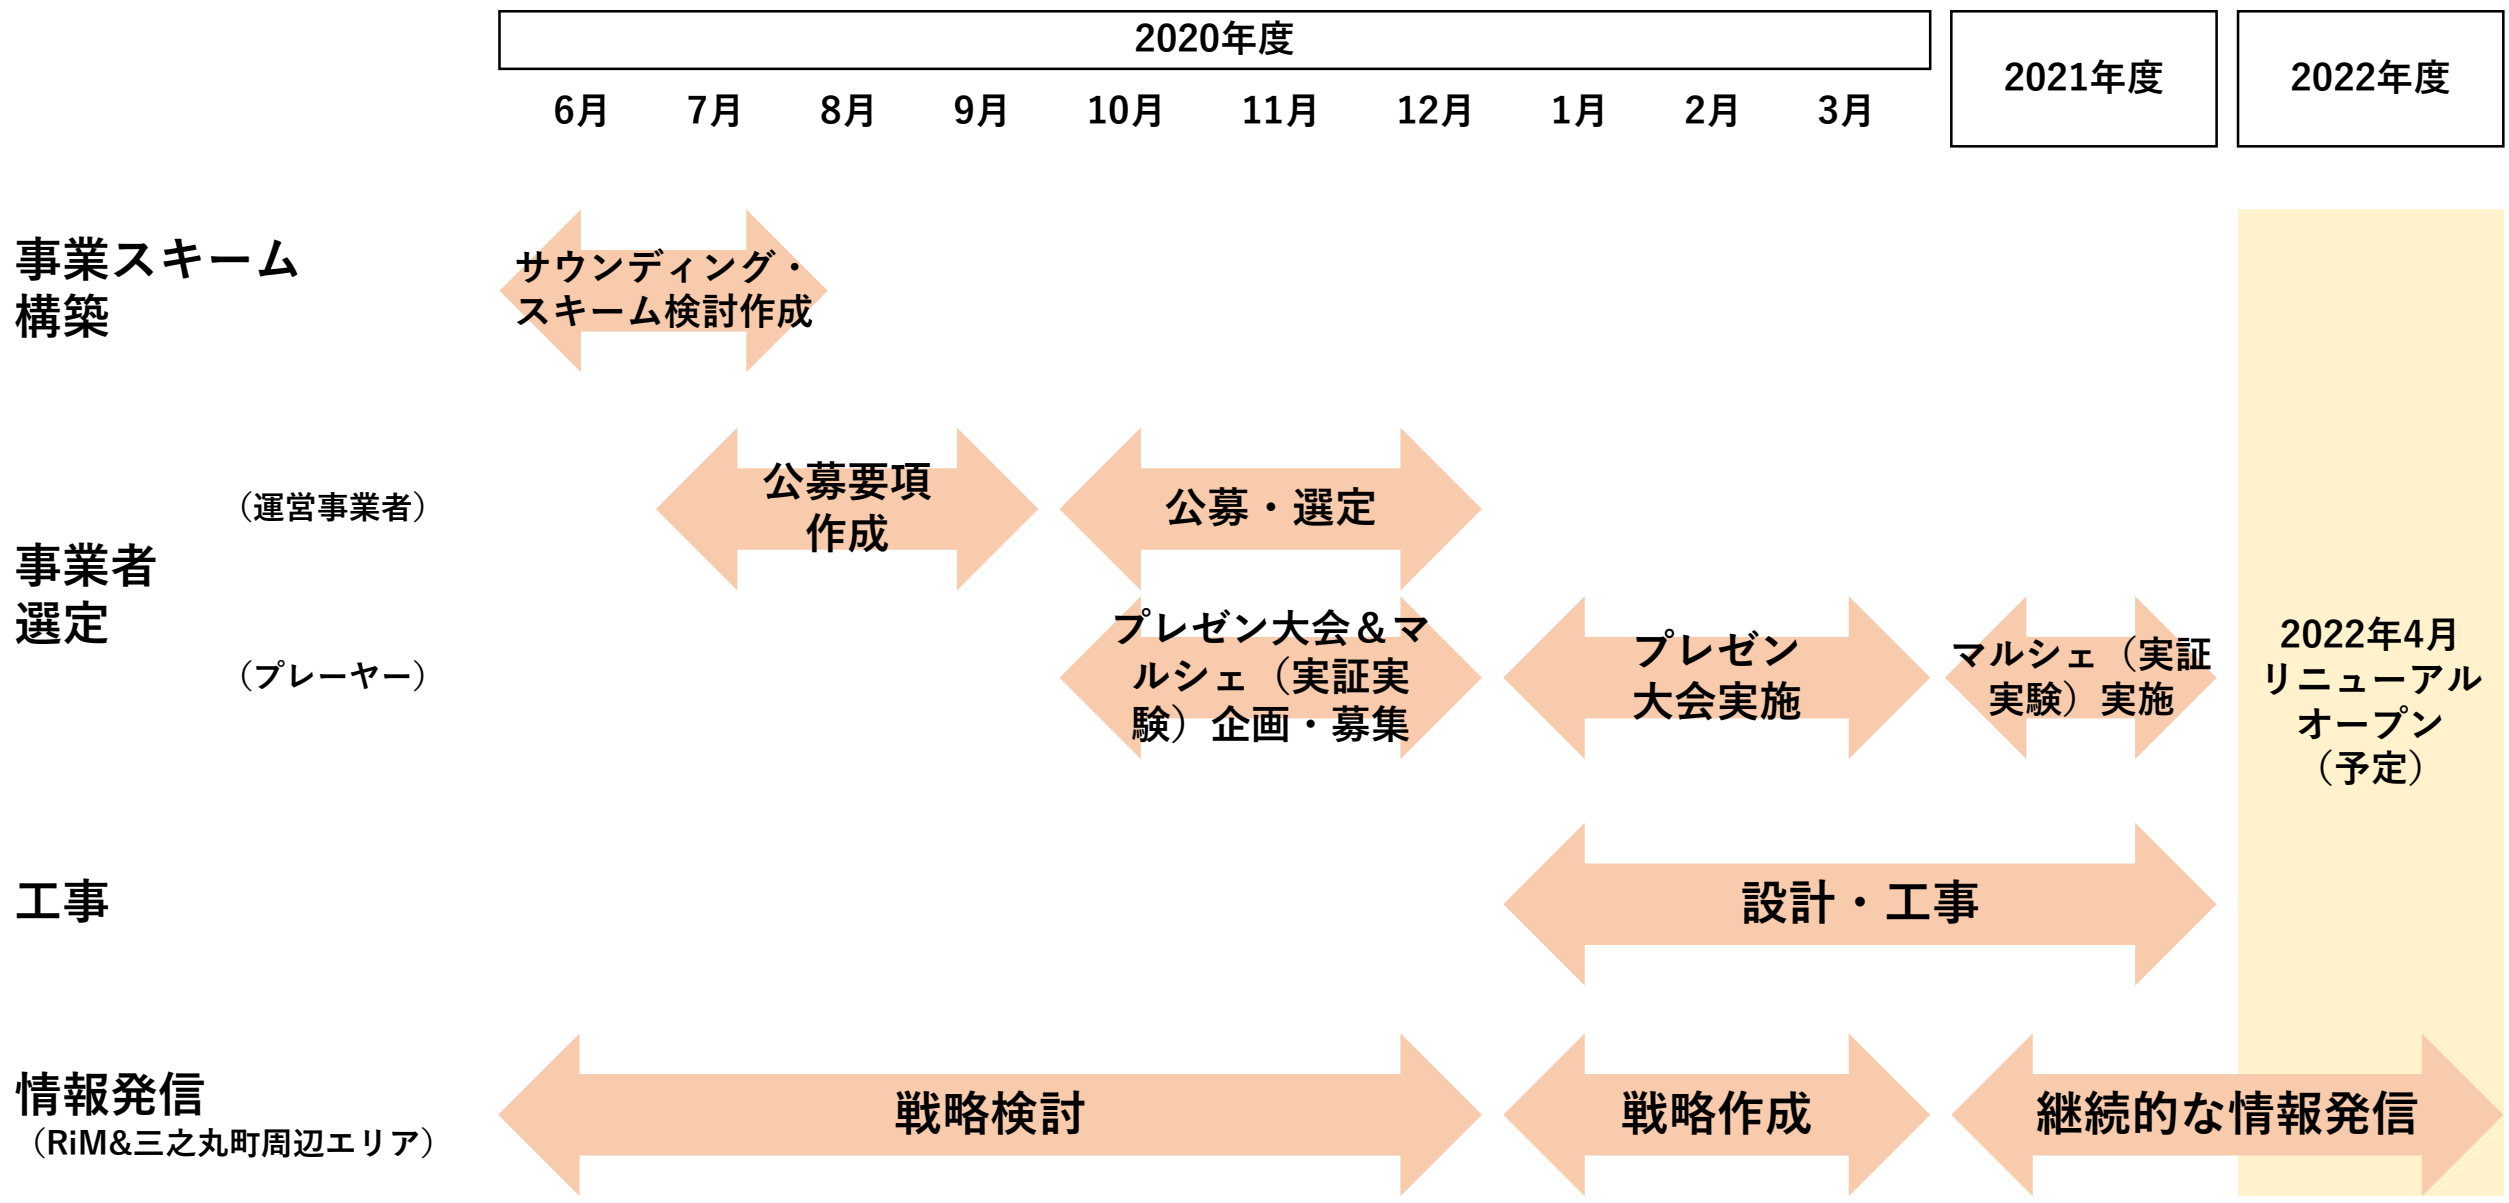 2020年度
2021年度
2022年度
6月
7月
8月
9月
10月
11月
12月
1月
2月
3月
事業スキーム
構築
サウンディング・
スキーム検討作成
事業者
選定
（運営事業者）
公募要項
作成
公募・選定
（プレーヤー）
プレゼン大会＆マ
ルシェ（実証実
験）企画・募集
プレゼン
大会実施
マルシェ（実証
実験）実施
2022年4月
リニューアル
オープン
（予定）
工事
設計・工事
情報発信
（RiM&三之丸町周辺エリア）
戦略検討
戦略作成
継続的な情報発信